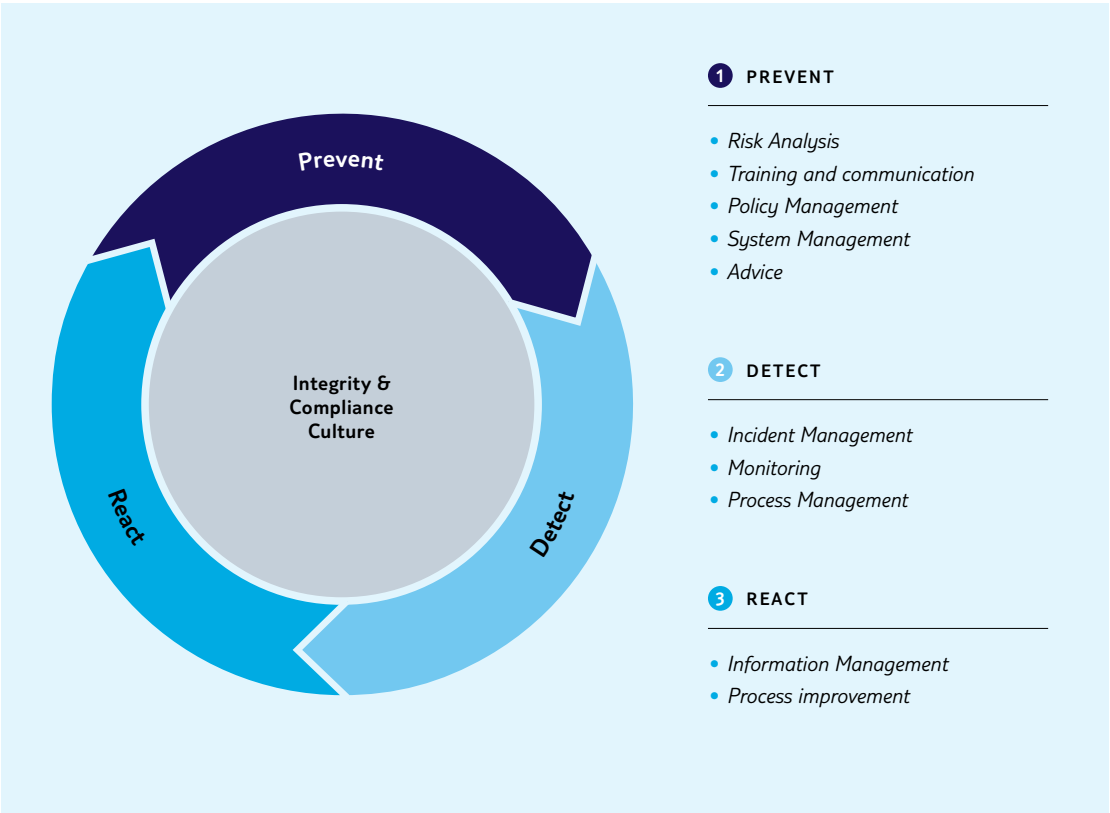 Prevent
Integrity &
Compliance
Culture
React
Detect
1 PREVENT
• Risk Analysis
• Training and communication
• Policy Management
• System Management
• Advice
2 DETECT
• Incident Management
• Monitoring
• Process Management
3 REACT
• Information Management
• Process improvement